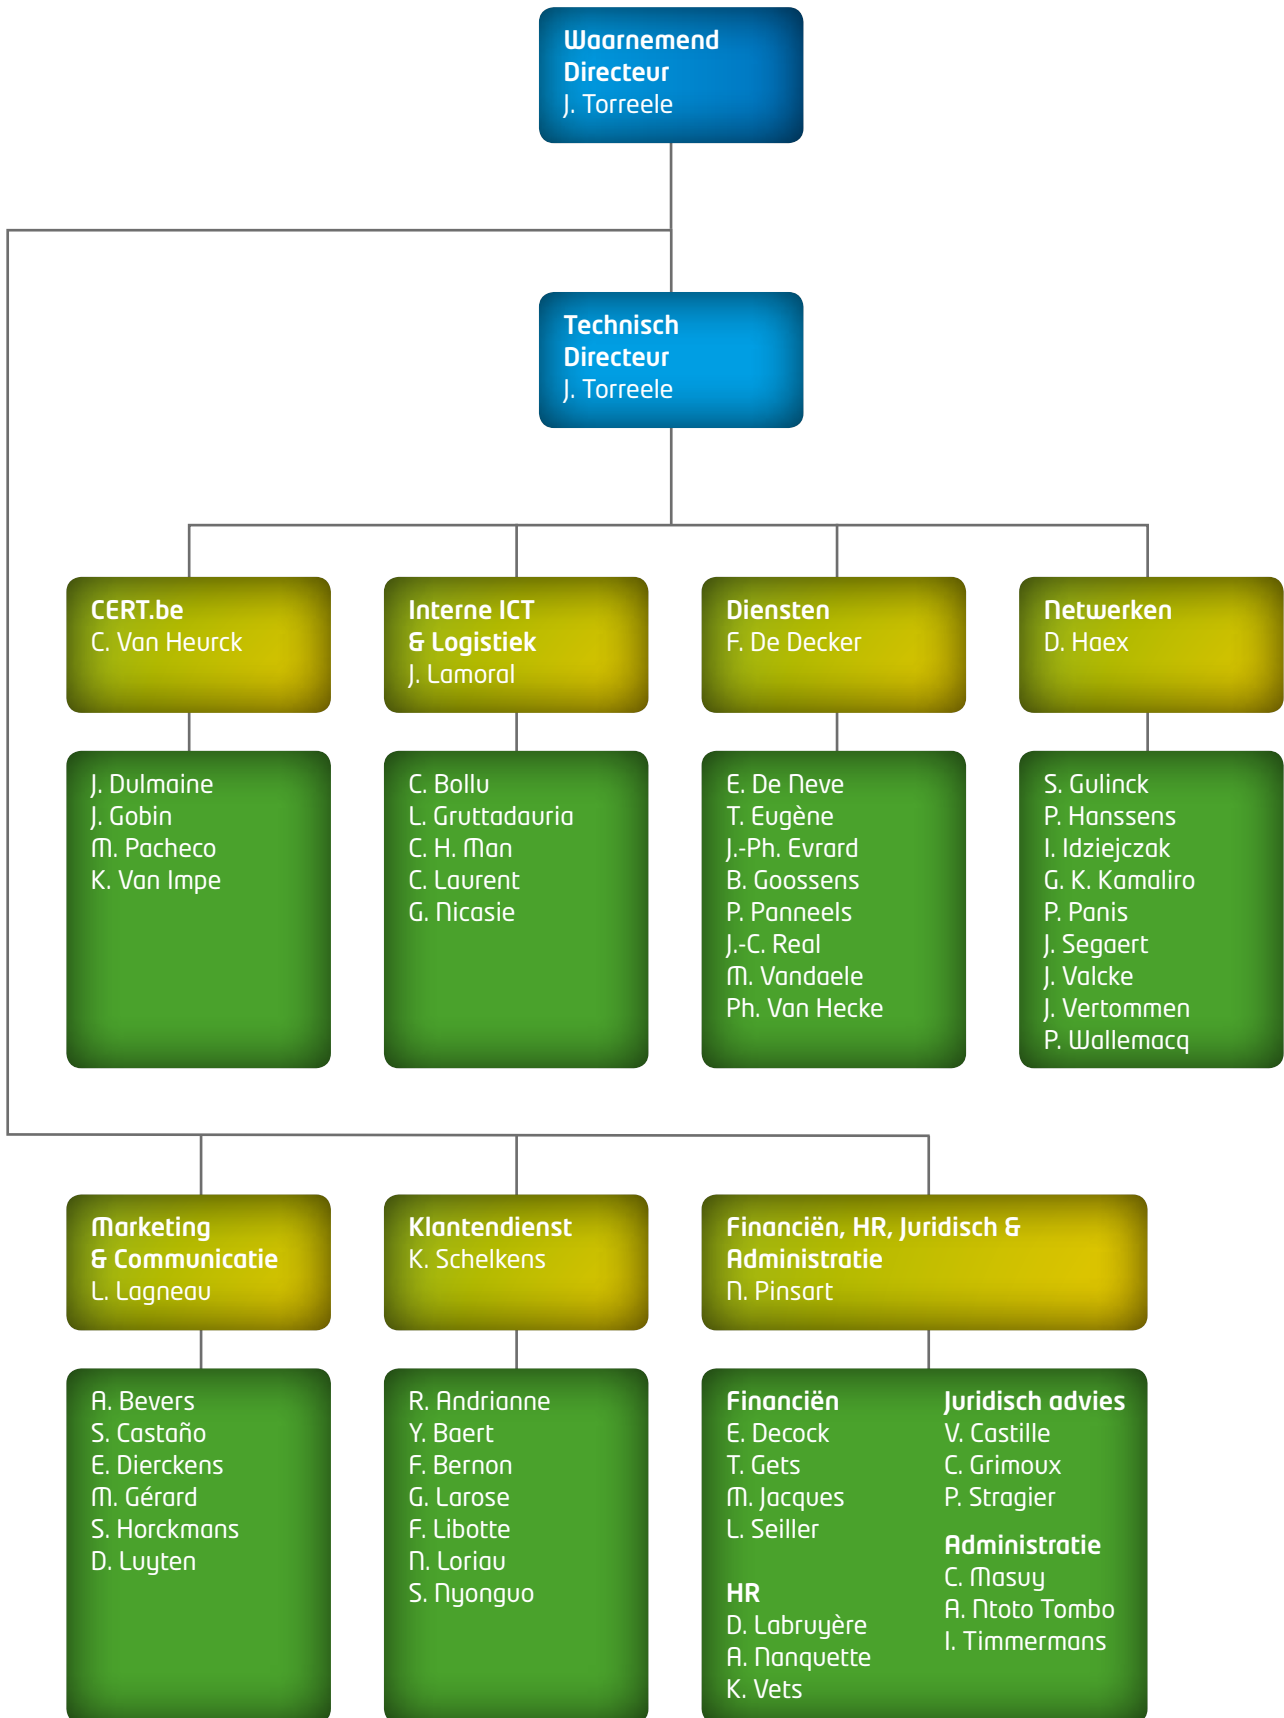 Waarnemend
Directeur
J. Torreele
Technisch
Directeur
J. Torreele
CERT.be
C. Van Heurck
Interne ICT
& Logistiek
J. Lamoral
Diensten
F. De Decker
Netwerken
D. Haex
J. Dulmaine
J. Gobin
M. Pacheco
K. Van Impe
C. Bollu
L. Gruttadauria
C. H. Man
C. Laurent
G. Nicasie
E. De Neve
T. Eugène
J.-Ph. Evrard
B. Goossens
P. Panneels
J.-C. Real
M. Vandaele
Ph. Van Hecke
S. Gulinck
P. Hanssens
I. Idziejczak
G. K. Kamaliro
P. Panis
J. Segaert
J. Valcke
J. Vertommen
P. Wallemacq
Marketing
& Communicatie
L. Lagneau
Klantendienst
K. Schelkens
Financiën, HR, Juridisch &
Administratie
N. Pinsart
A. Bevers
S. Castaño
E. Dierckens
M. Gérard
S. Horckmans
D. Luyten
R. Andrianne
Y. Baert
F. Bernon
G. Larose
F. Libotte
N. Loriau
S. Nyonguo
Financiën
E. Decock
T. Gets
M. Jacques
L. Seiller
HR
D. Labruyère
A. Nanquette
K. Vets
Juridisch advies
V. Castille
C. Grimoux
P. Stragier
Administratie
C. Masuy
A. Ntoto Tombo
I. Timmermans